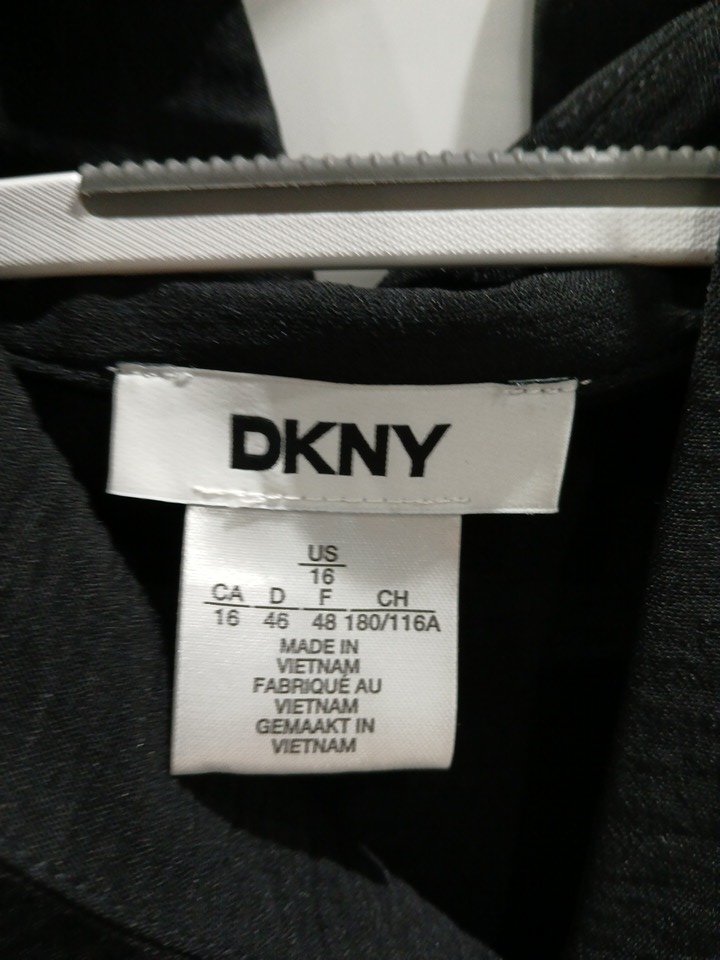 DKNY
US
16
CA D F CH
16 46 48 180/116A
MADE IN
VIETNAM
FABRIQUÉ AU
VIETNAM
GEMAAKT IN
VIETNAM